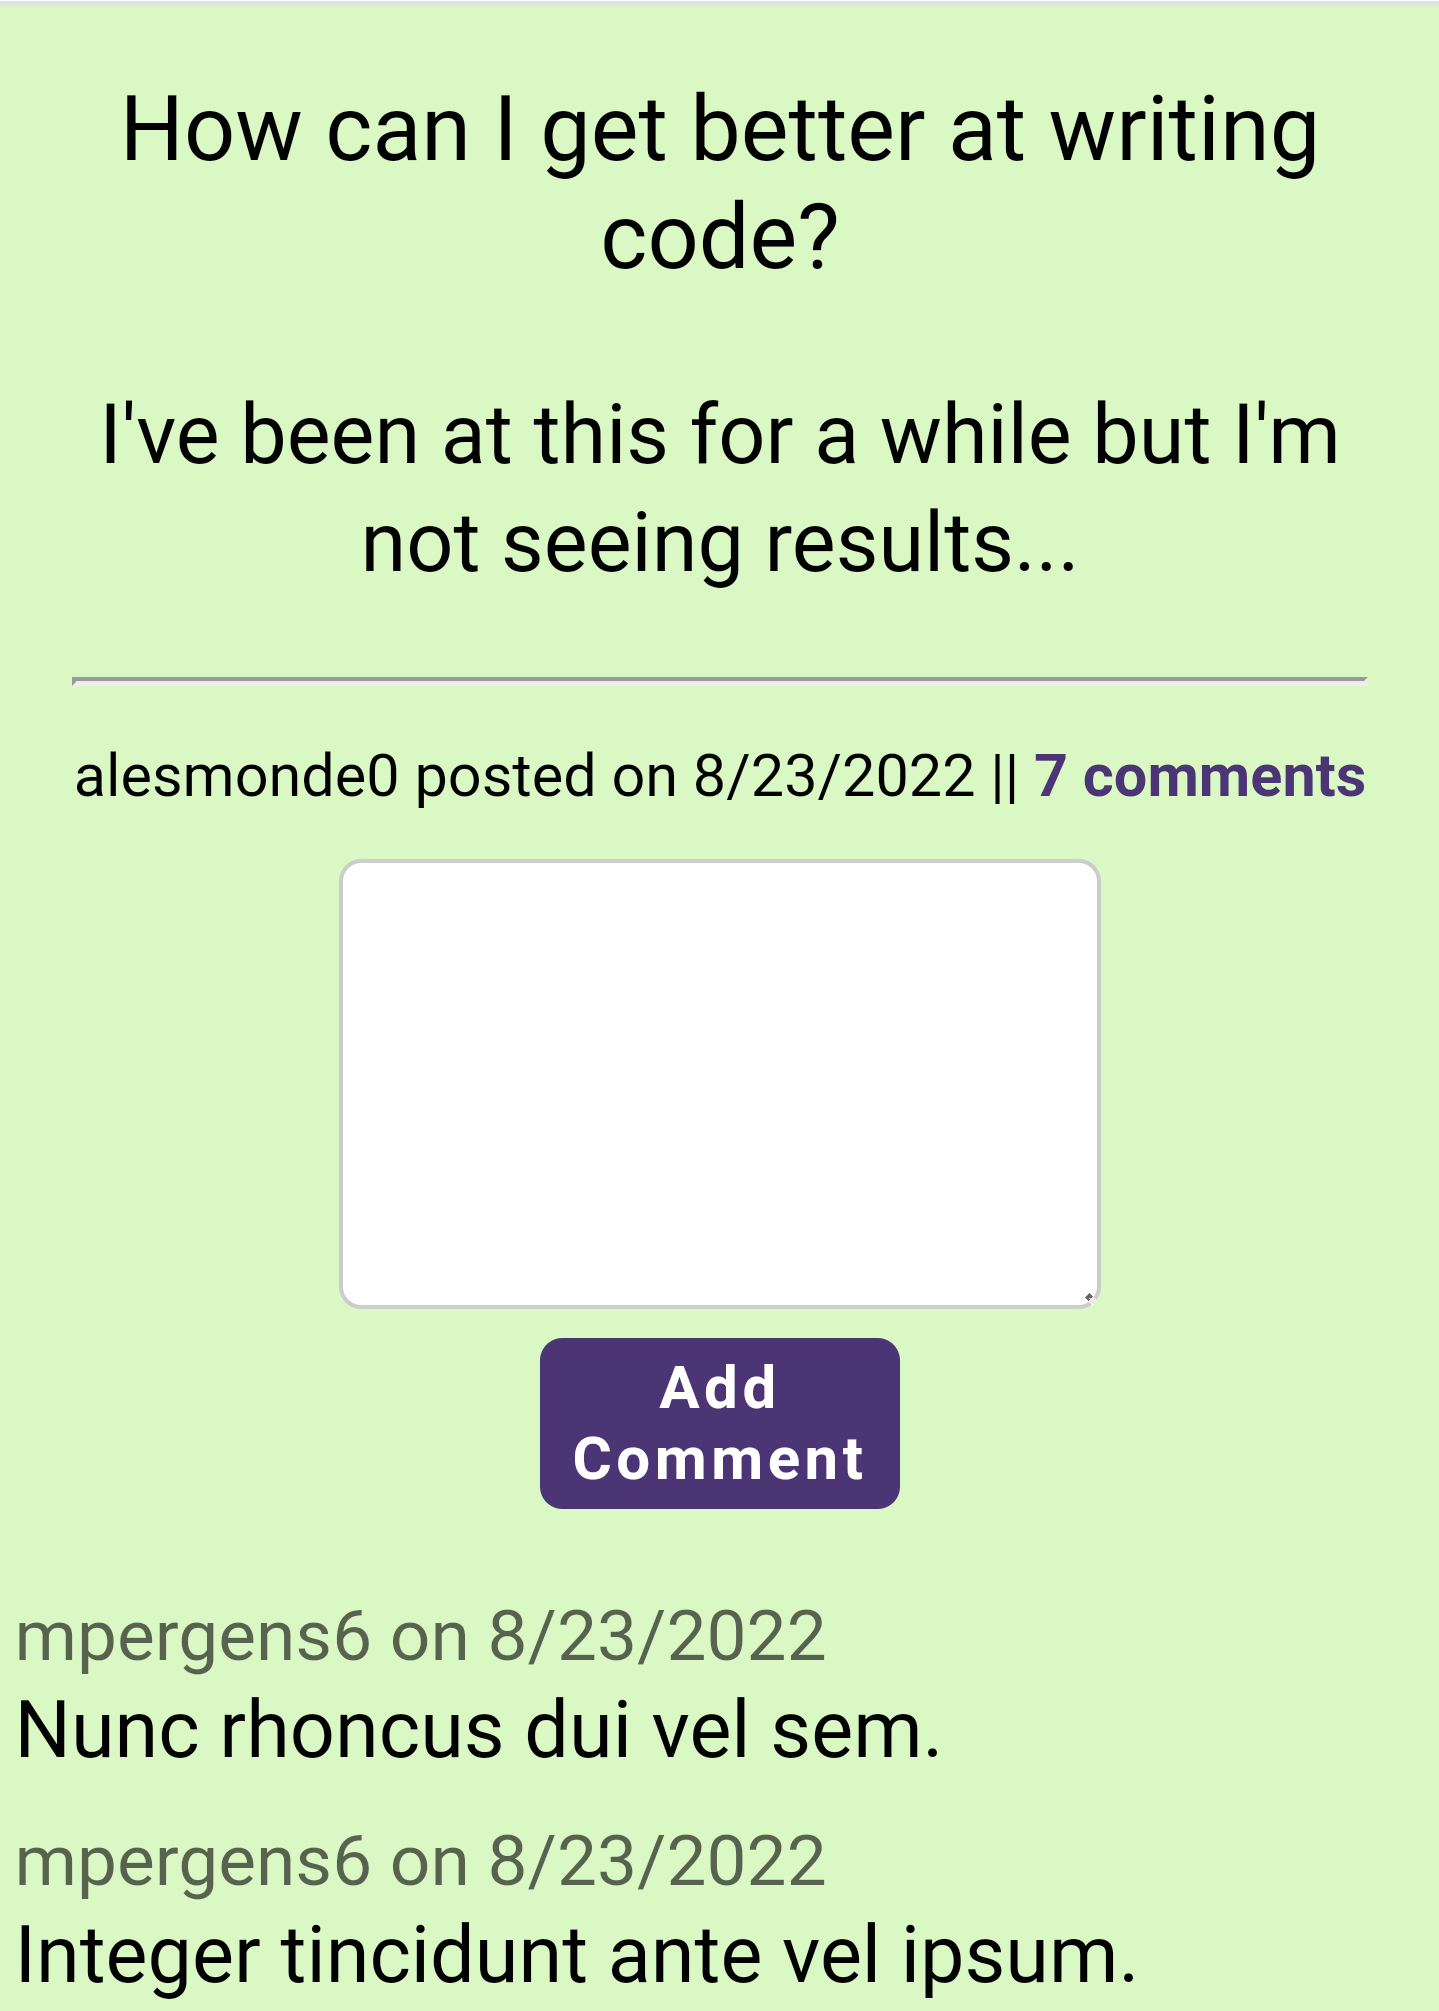 How can I get better at writing
code?
I've been at this for a while but I'm
not seeing results...
alesmonde0 posted on 8/23/2022 || 7 comments
Add
Comment
mpergens6 on 8/23/2022
Nunc rhoncus dui vel sem.
mpergens6 on 8/23/2022
Integer tincidunt ante vel ipsum.